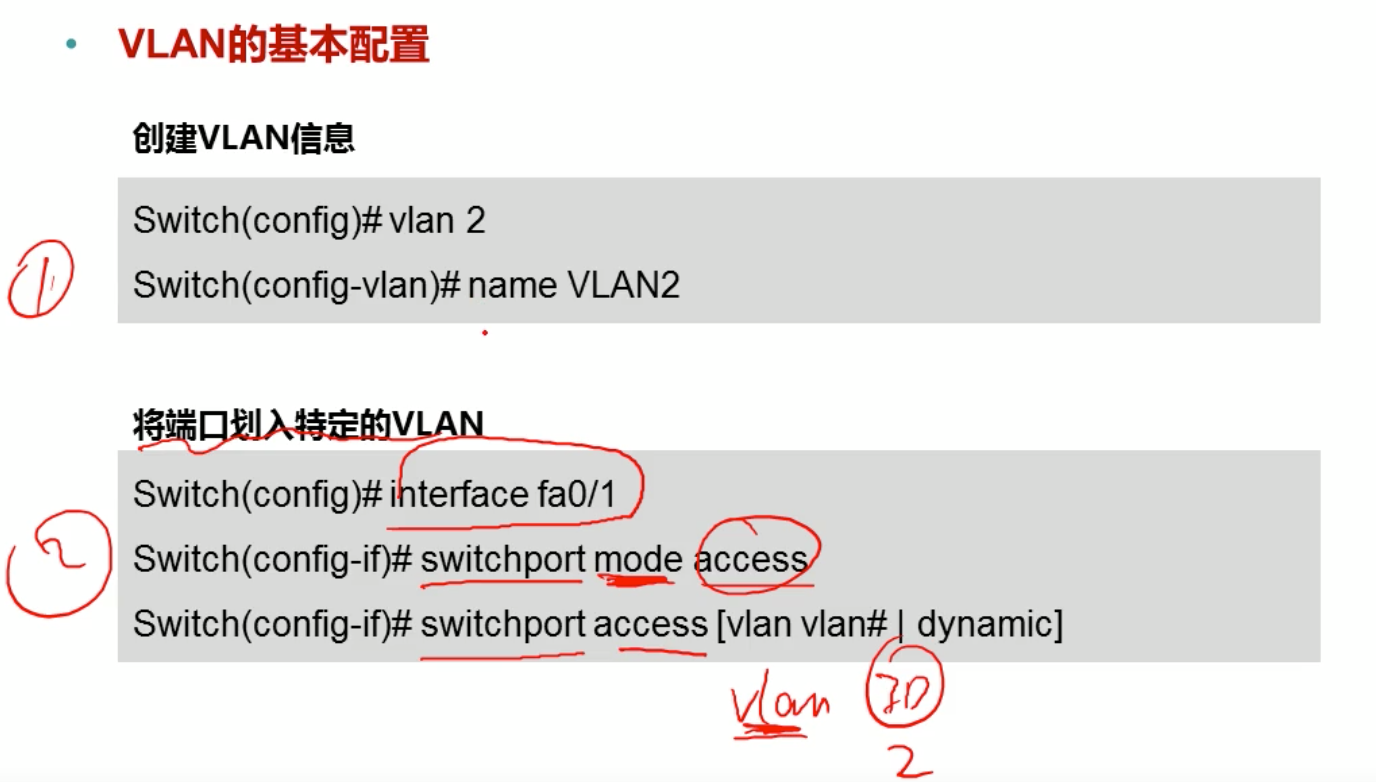 • VLAN的基本配置
创建VLAN信息
Switch(config)# vlan 2
Switch(config-vlan)# name VLAN2
①
将端口划入特定的VLAN
Switch(config)# interface fa0/1
Switch(config-if)# switchport mode access
②
Switch(config-if)# switchport access [vlan vlan# | dynamic]
vlan ID
2